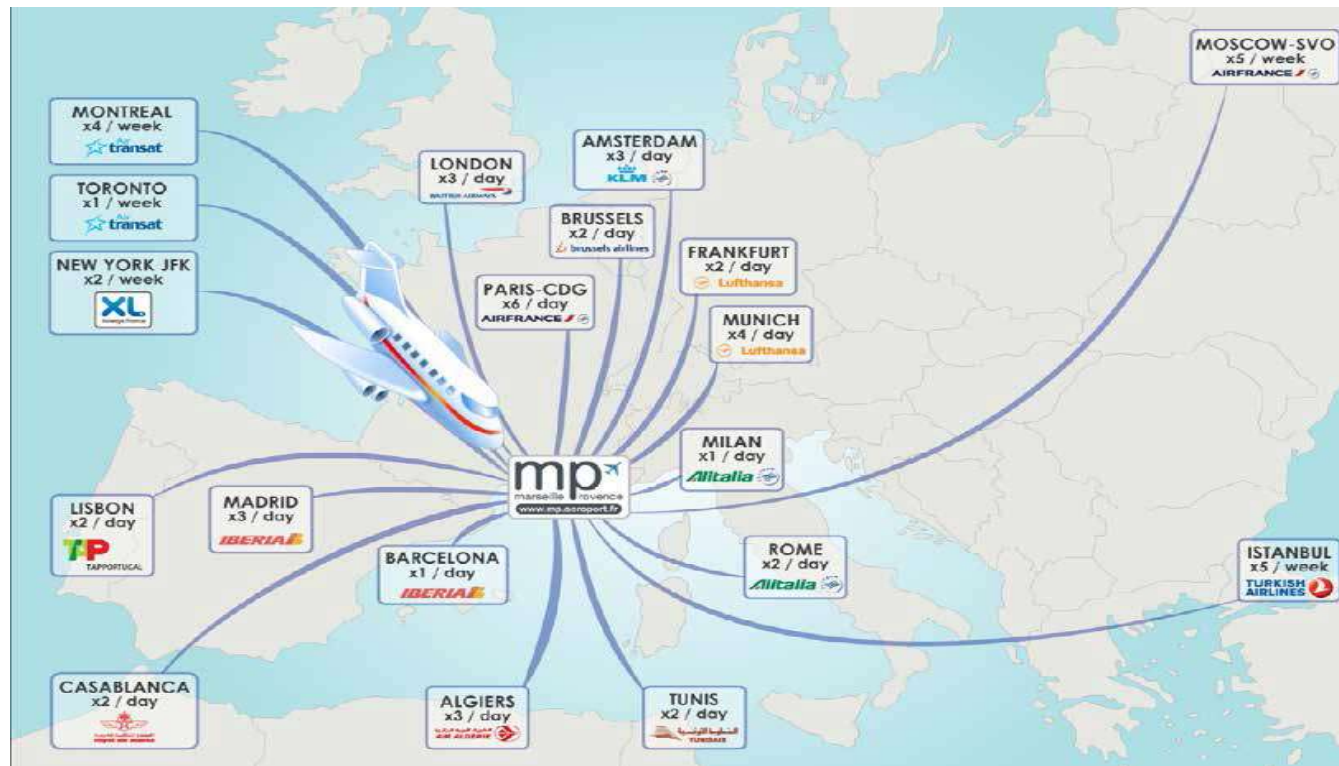 MOSCOW-SVO
x5 / week
AIRFRANCE
MONTREAL
x4 / week
Air
transat
TORONTO
x1 / week
Air
transat
NEW YORK JFK
x2 / week
XL
LONDON
x3 / day
BRITISH AIRWAYS
AMSTERDAM
x3 / day
KLM
BRUSSELS
x2 / day
b brussels airlines
FRANKFURT
x2 / day
Lufthansa
PARIS-CDG
x6 / day
AIRFRANCE
MUNICH
x4 / day
Lufthansa
MILAN
x1 / day
Alitalia
mp
marseille provence
www.mp.aeroport.fr
LISBON
x2 / day
TAP
TAPPORTUGAL
MADRID
x3 / day
IBERIA
BARCELONA
x1 / day
IBERIA
ROME
x2 / day
Alitalia
ISTANBUL
x5 / week
TURKISH
AIRLINES
CASABLANCA
x2 / day
ALGIERS
x3 / day
AIR ALGERIE
TUNIS
x2 / day
TUNISAIR